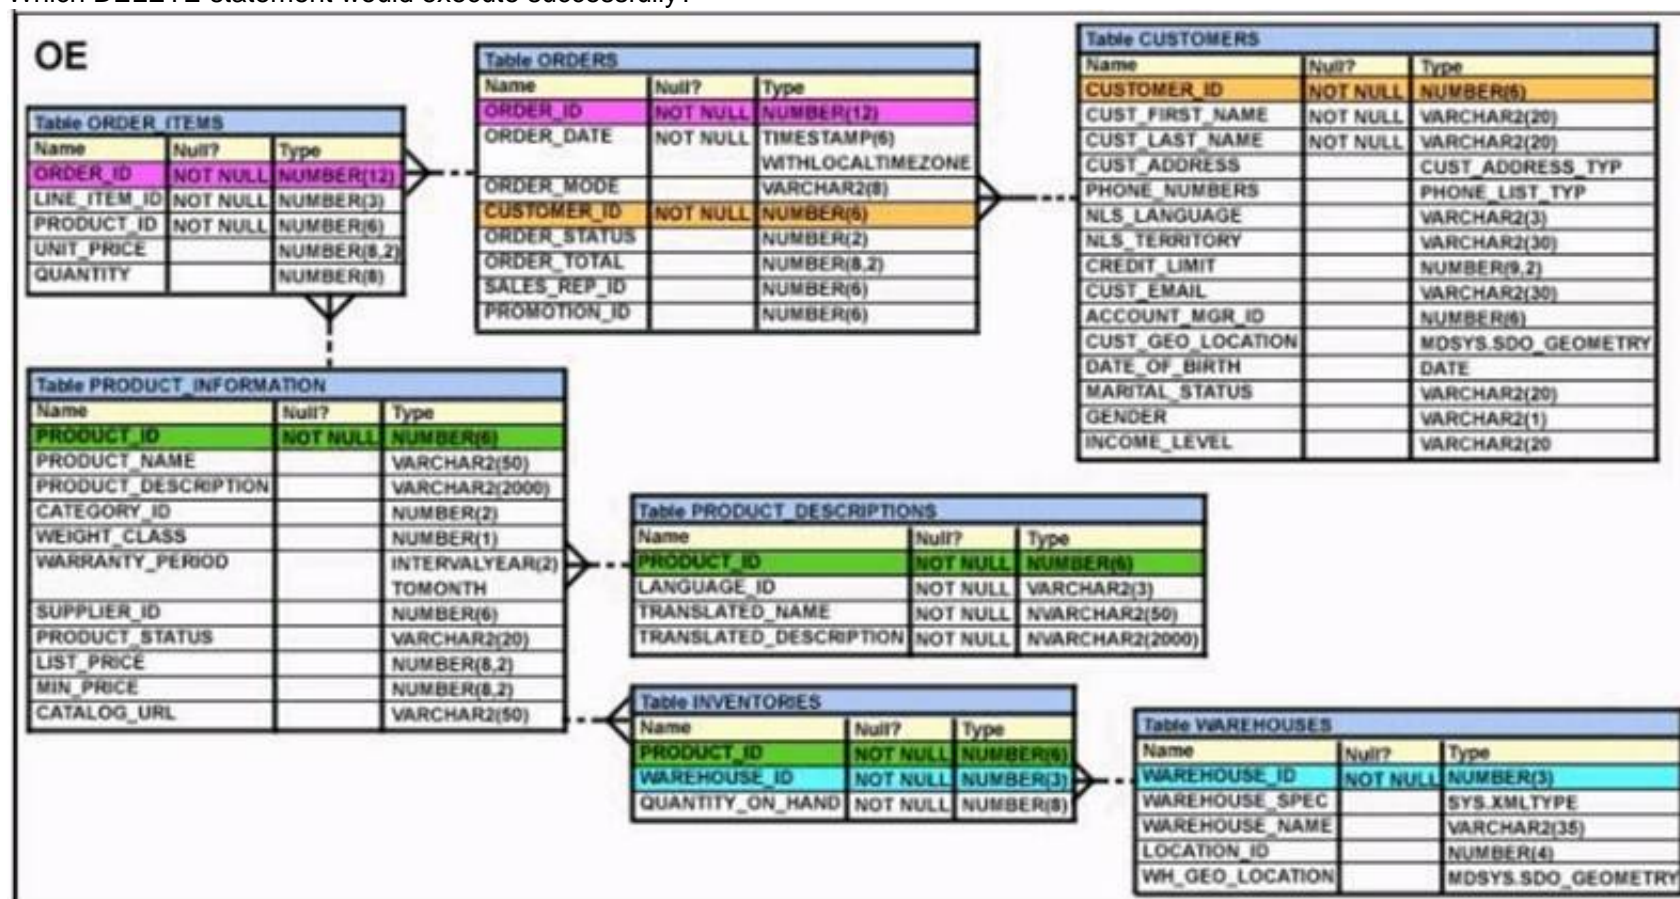 Which DELETE statement would execute successfully?
OE
Table ORDER_ITEMS
Name Null? Type
ORDER_ID NOT NULL NUMBER(12)
LINE_ITEM_ID NOT NULL NUMBER(3)
PRODUCT_ID NOT NULL NUMBER(6)
UNIT_PRICE NUMBER(8,2)
QUANTITY NUMBER(8)
Table ORDERS
Name Null? Type
ORDER_ID NOT NULL NUMBER(12)
ORDER_DATE NOT NULL TIMESTAMP(6)
WITHLOCALTIMEZONE
ORDER_MODE VARCHAR2(8)
CUSTOMER_ID NOT NULL NUMBER(6)
ORDER_STATUS NUMBER(2)
ORDER_TOTAL NUMBER(8,2)
SALES_REP_ID NUMBER(6)
PROMOTION_ID NUMBER(6)
Table CUSTOMERS
Name Null? Type
CUSTOMER_ID NOT NULL NUMBER(6)
CUST_FIRST_NAME NOT NULL VARCHAR2(20)
CUST_LAST_NAME NOT NULL VARCHAR2(20)
CUST_ADDRESS CUST_ADDRESS_TYP
PHONE_NUMBERS PHONE_LIST_TYP
NLS_LANGUAGE VARCHAR2(3)
NLS_TERRITORY VARCHAR2(30)
CREDIT_LIMIT NUMBER(9,2)
CUST_EMAIL VARCHAR2(30)
ACCOUNT_MGR_ID NUMBER(6)
CUST_GEO_LOCATION MDSYS.SDO_GEOMETRY
DATE_OF_BIRTH DATE
MARITAL_STATUS VARCHAR2(20)
GENDER VARCHAR2(1)
INCOME_LEVEL VARCHAR2(20
Table PRODUCT_INFORMATION
Name Null? Type
PRODUCT_ID NOT NULL NUMBER(6)
PRODUCT_NAME VARCHAR2(50)
PRODUCT_DESCRIPTION VARCHAR2(2000)
CATEGORY_ID NUMBER(2)
WEIGHT_CLASS NUMBER(1)
WARRANTY_PERIOD INTERVALYEAR(2)
TOMONTH
SUPPLIER_ID NUMBER(6)
PRODUCT_STATUS VARCHAR2(20)
LIST_PRICE NUMBER(8,2)
MIN_PRICE NUMBER(8,2)
CATALOG_URL VARCHAR2(50)
Table PRODUCT_DESCRIPTIONS
Name Null? Type
PRODUCT_ID NOT NULL NUMBER(6)
LANGUAGE_ID NOT NULL VARCHAR2(3)
TRANSLATED_NAME NOT NULL NVARCHAR2(50)
TRANSLATED_DESCRIPTION NOT NULL NVARCHAR2(2000)
Table INVENTORIES
Name Null? Type
PRODUCT_ID NOT NULL NUMBER(6)
WAREHOUSE_ID NOT NULL NUMBER(3)
QUANTITY_ON_HAND NOT NULL NUMBER(8)
Table WAREHOUSES
Name Null? Type
WAREHOUSE_ID NOT NULL NUMBER(3)
WAREHOUSE_SPEC SYS.XMLTYPE
WAREHOUSE_NAME VARCHAR2(35)
LOCATION_ID NUMBER(4)
WH_GEO_LOCATION MDSYS.SDO_GEOMETRY